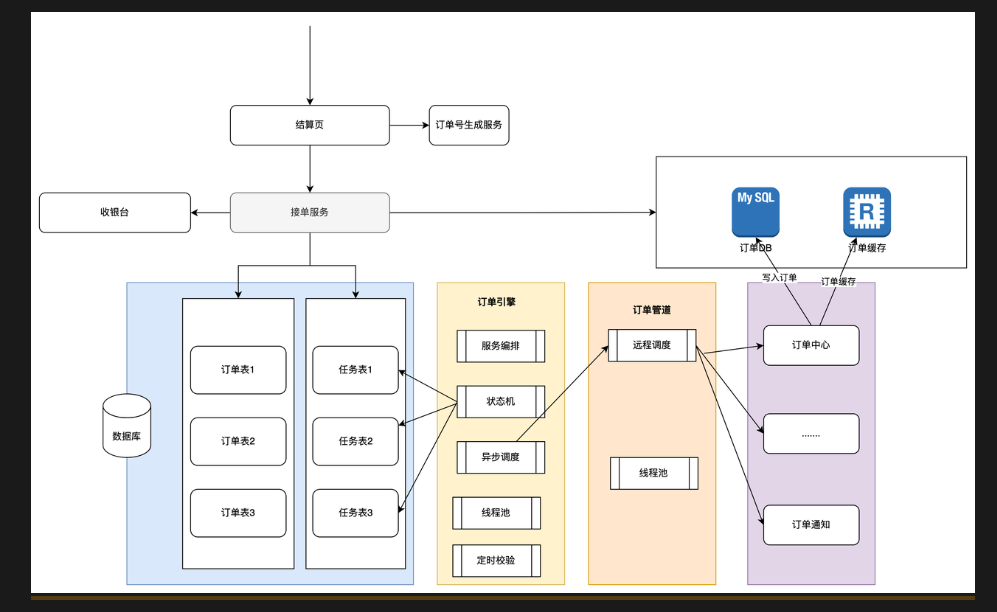 结算页
订单号生成服务
收银台
接单服务
My SQL
R
订单DB
订单缓存
写入订单
订单缓存
数据库
订单表1
订单表2
订单表3
任务表1
任务表2
任务表3
订单引擎
服务编排
状态机
异步调度
线程池
定时校验
订单管道
远程调度
线程池
订单中心
.......
订单通知